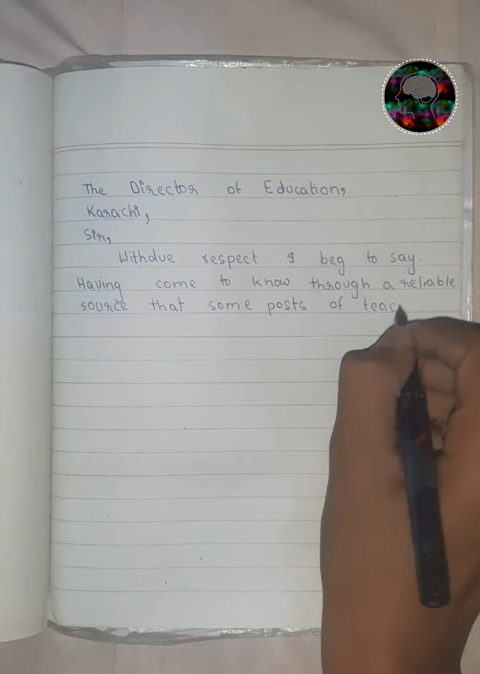 The Director of Education,
Karachi,
Sir,
Withdue respect I beg to say.
Having come to know through a reliable
source that some posts of teac